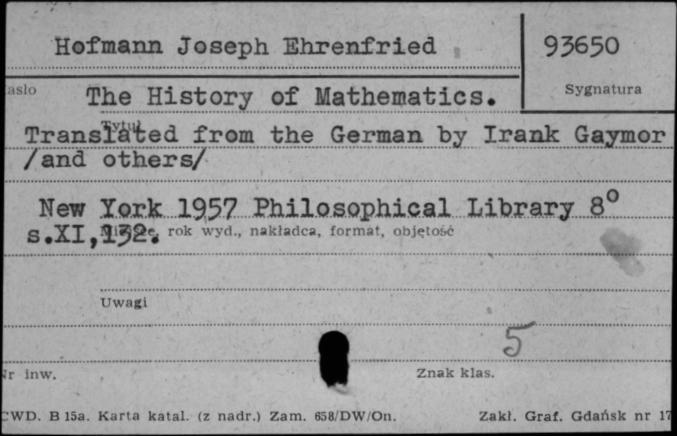 Hofmann Joseph Ehrenfried
93650
asło
Sygnatura
The History of Mathematics.
Tytuł
Translated from the German by Irank Gaymor
/and others/
New York 1957 Philosophical Library 8°
s.XI,132.
rok wyd., nakładca, format, objętość
Uwagi
5
Nr inw.
Znak klas.
CWD. B 15a. Karta katal. (z nadr.) Zam. 658/DW/On.
Zakł. Graf. Gdańsk nr 17